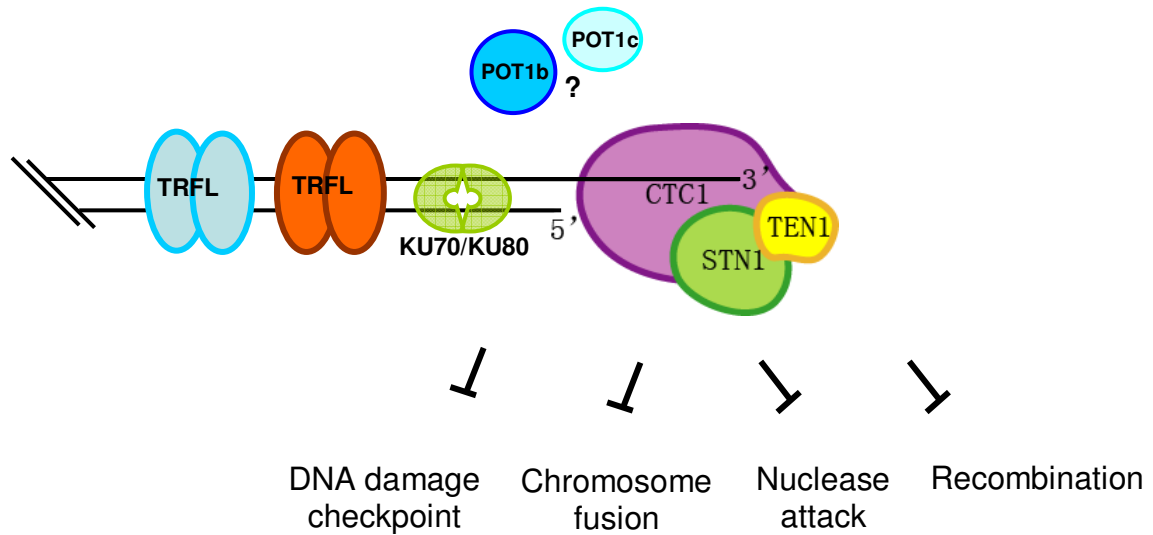 POT1c
POT1b
?
TRFL
TRFL
3'
CTC1
5'
TEN1
KU70/KU80
STN1
DNA damage
checkpoint
Chromosome
fusion
Nuclease
attack
Recombination